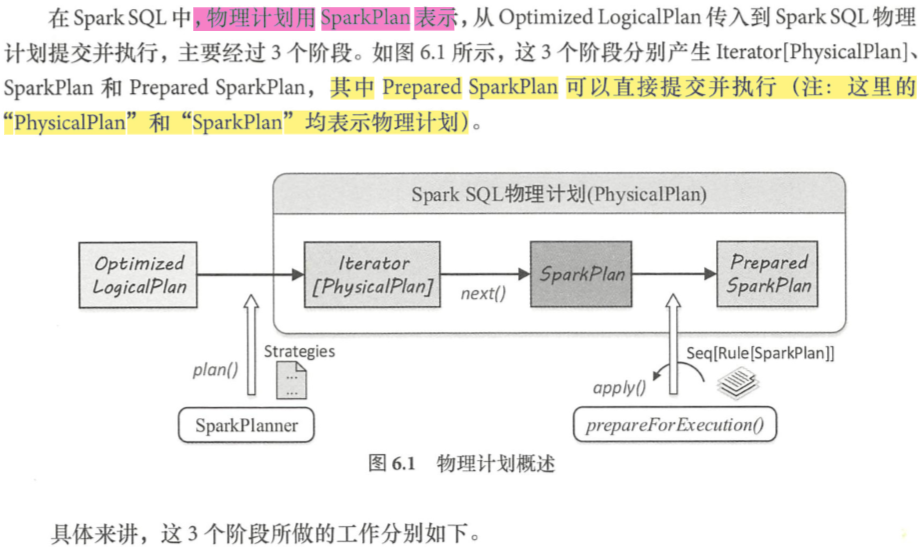 在 Spark SQL 中,物理计划用 SparkPlan 表示，从 Optimized LogicalPlan 传入到 Spark SQL 物理
计划提交并执行，主要经过 3 个阶段。如图 6.1 所示，这 3 个阶段分别产生 Iterator[PhysicalPlan]、
SparkPlan 和 Prepared SparkPlan，其中 Prepared SparkPlan 可以直接提交并执行（注：这里的
“PhysicalPlan”和“SparkPlan”均表示物理计划）。
Spark SQL物理计划(PhysicalPlan)
Optimized
LogicalPlan
Iterator
[PhysicalPlan]
next()
SparkPlan
Prepared
SparkPlan
plan()
Strategies
...
...
SparkPlanner
Seq[Rule[SparkPlan]]
apply()
prepareForExecution()
图 6.1 物理计划概述
具体来讲，这 3 个阶段所做的工作分别如下。